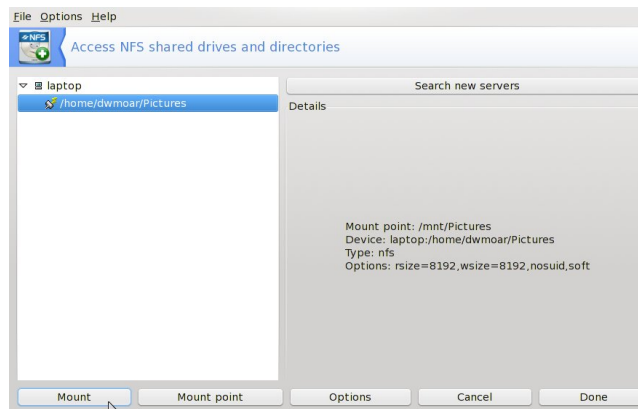 File Options Help
NFS
Access NFS shared drives and directories
laptop
/home/dwmoar/Pictures
Search new servers
Details
Mount point: /mnt/Pictures
Device: laptop:/home/dwmoar/Pictures
Type: nfs
Options: rsize=8192,wsize=8192,nosuid,soft
Mount Mount point Options Cancel Done